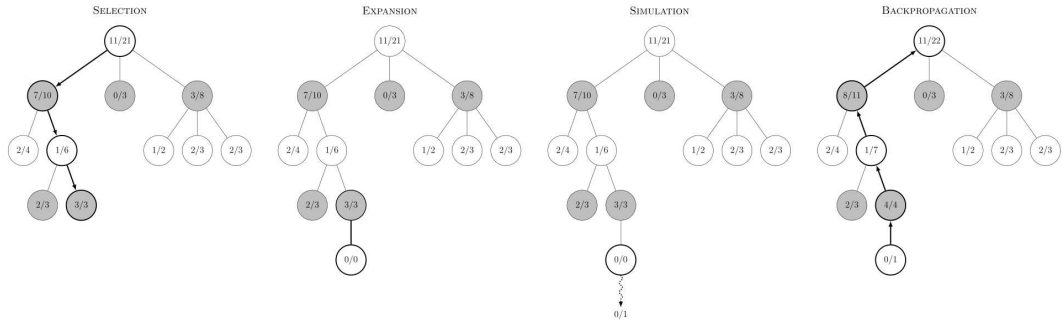 SELECTION
11/21
7/10 0/3 3/8
2/4 1/6 1/2 2/3 2/3
2/3 3/3
EXPANSION
11/21
7/10 0/3 3/8
2/4 1/6 1/2 2/3 2/3
2/3 3/3
0/0
SIMULATION
11/21
7/10 0/3 3/8
2/4 1/6 1/2 2/3 2/3
2/3 3/3
0/0
0/1
BACKPROPAGATION
11/22
8/11 0/3 3/8
2/4 1/7 1/2 2/3 2/3
2/3 4/4
0/1